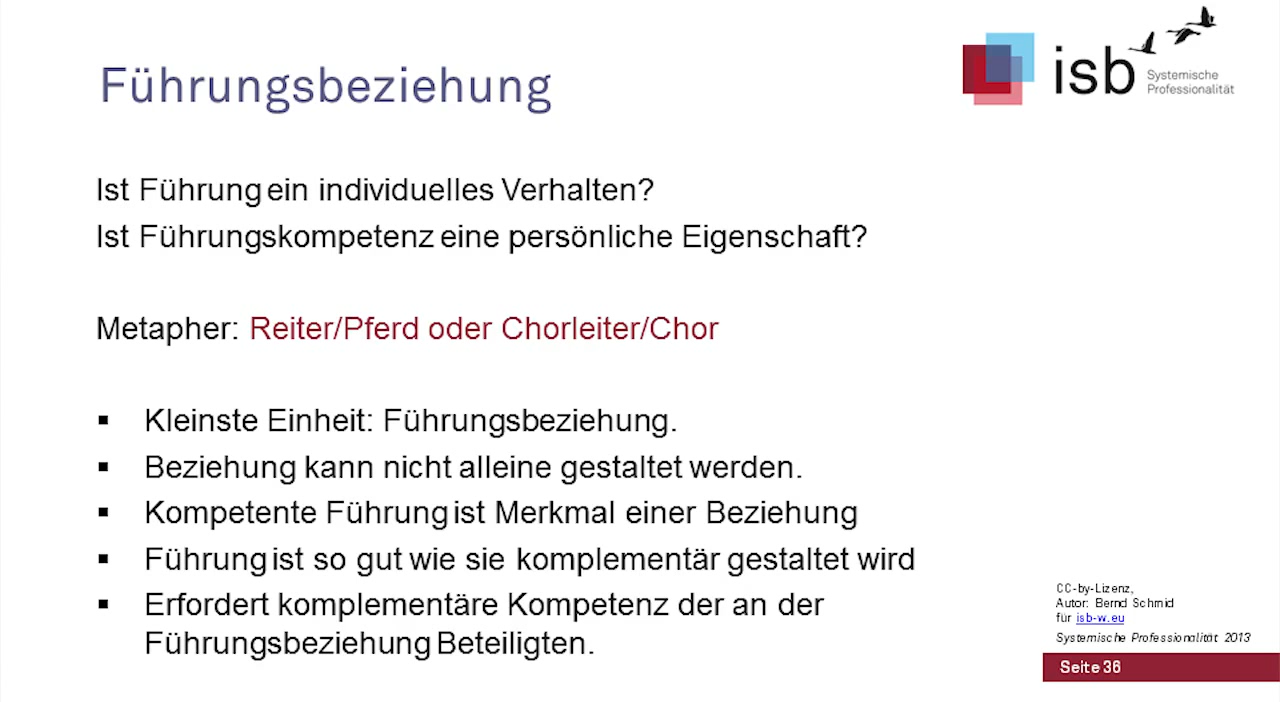 Führungsbeziehung
isb
Systemische
Professionalität
Ist Führung ein individuelles Verhalten?
Ist Führungskompetenz eine persönliche Eigenschaft?
Metapher: Reiter/Pferd oder Chorleiter/Chor
▪ Kleinste Einheit: Führungsbeziehung.
▪ Beziehung kann nicht alleine gestaltet werden.
▪ Kompetente Führung ist Merkmal einer Beziehung
▪ Führung ist so gut wie sie komplementär gestaltet wird
▪ Erfordert komplementäre Kompetenz der an der
Führungsbeziehung Beteiligten.
CC-by-Lizenz,
Autor: Bernd Schmid
für isb-w.eu
Systemische Professionalität 2013
Seite 36